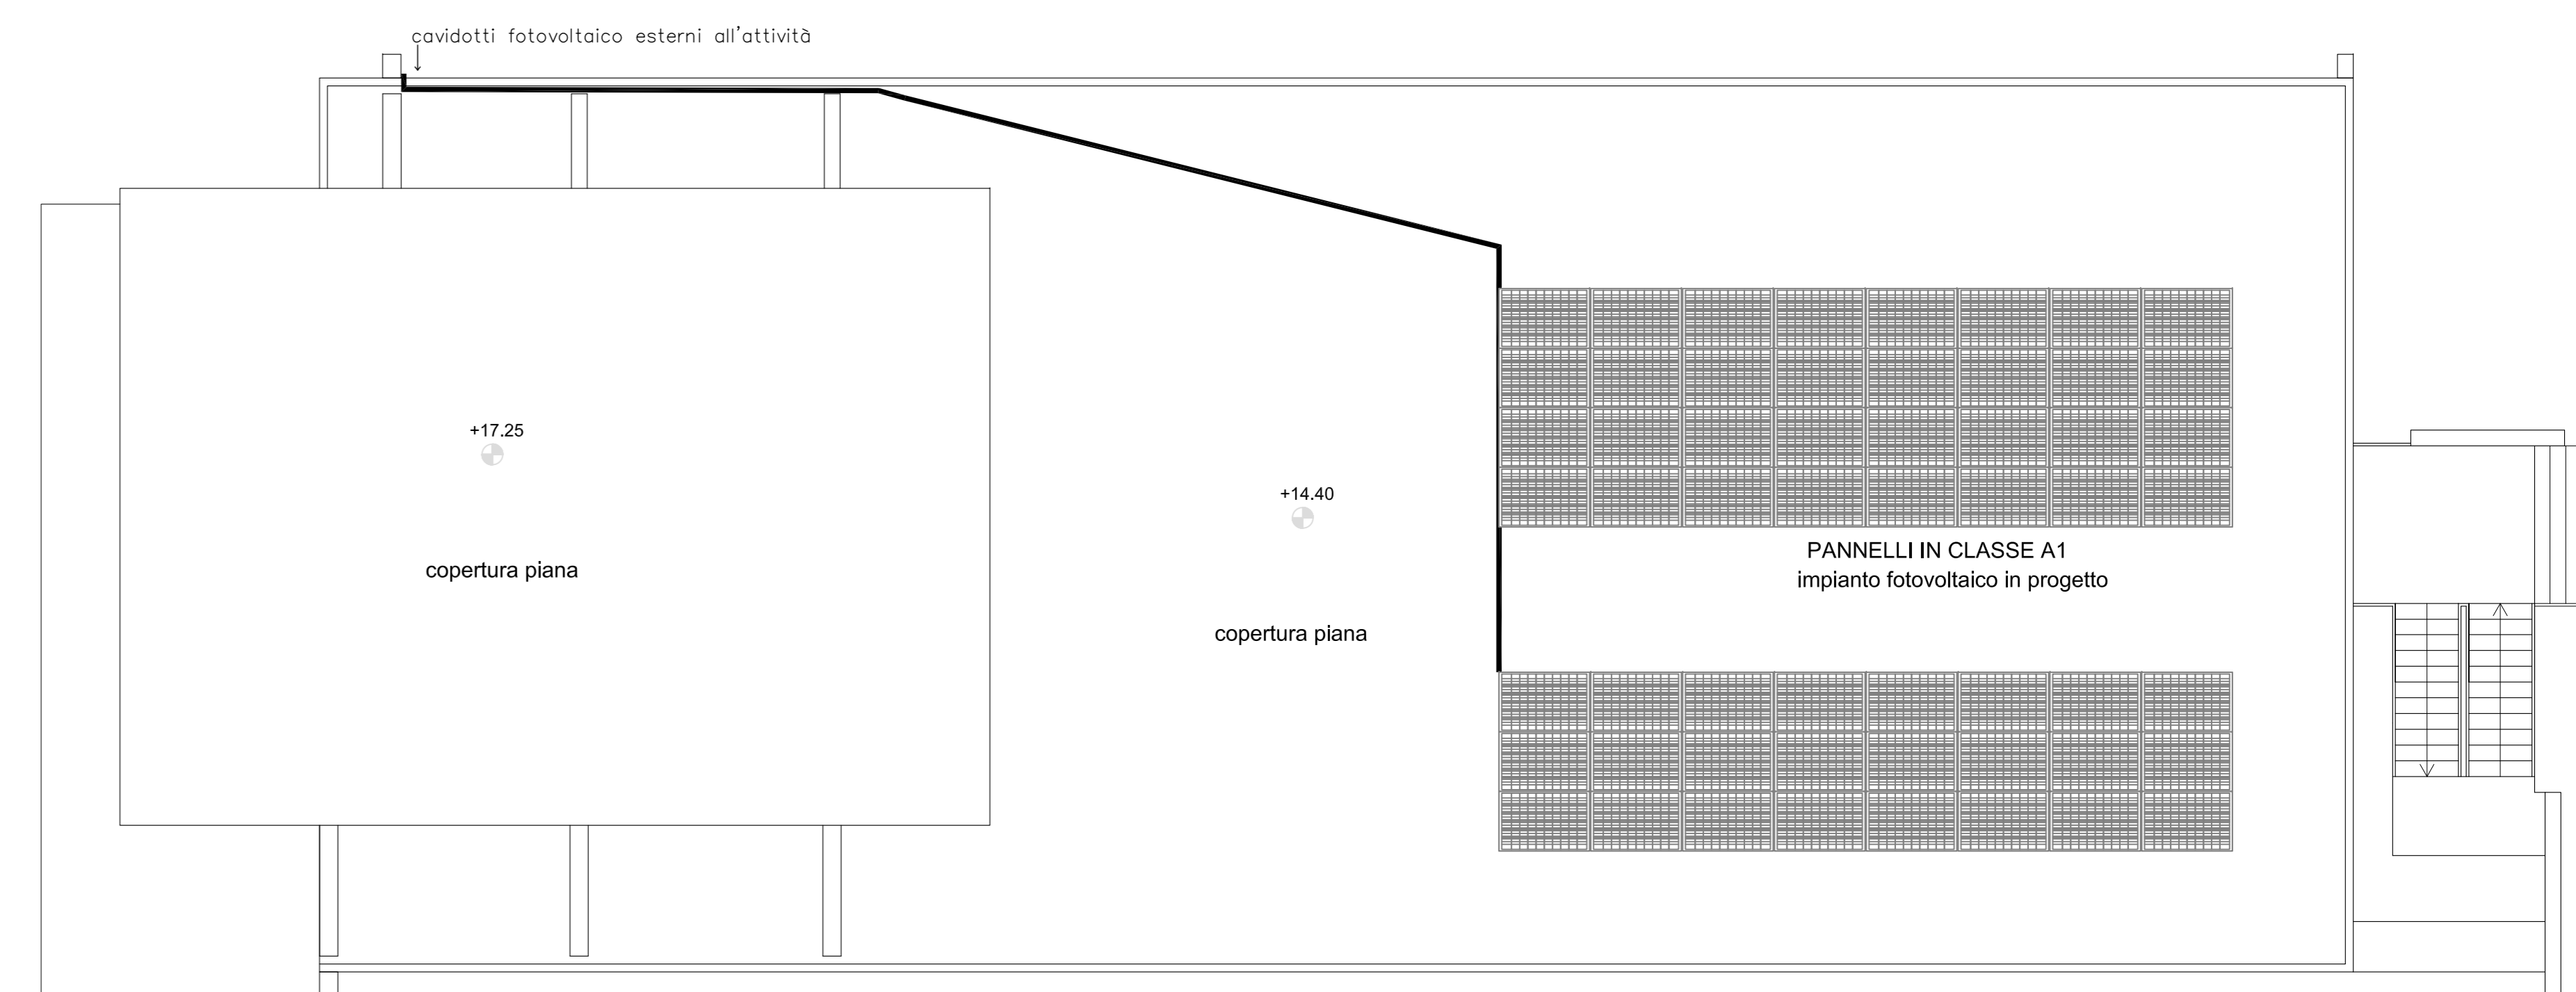 cavidotti fotovoltaico esterni all'attività
+17.25
copertura piana
+14.40
copertura piana
PANNELLI IN CLASSE A1
impianto fotovoltaico in progetto